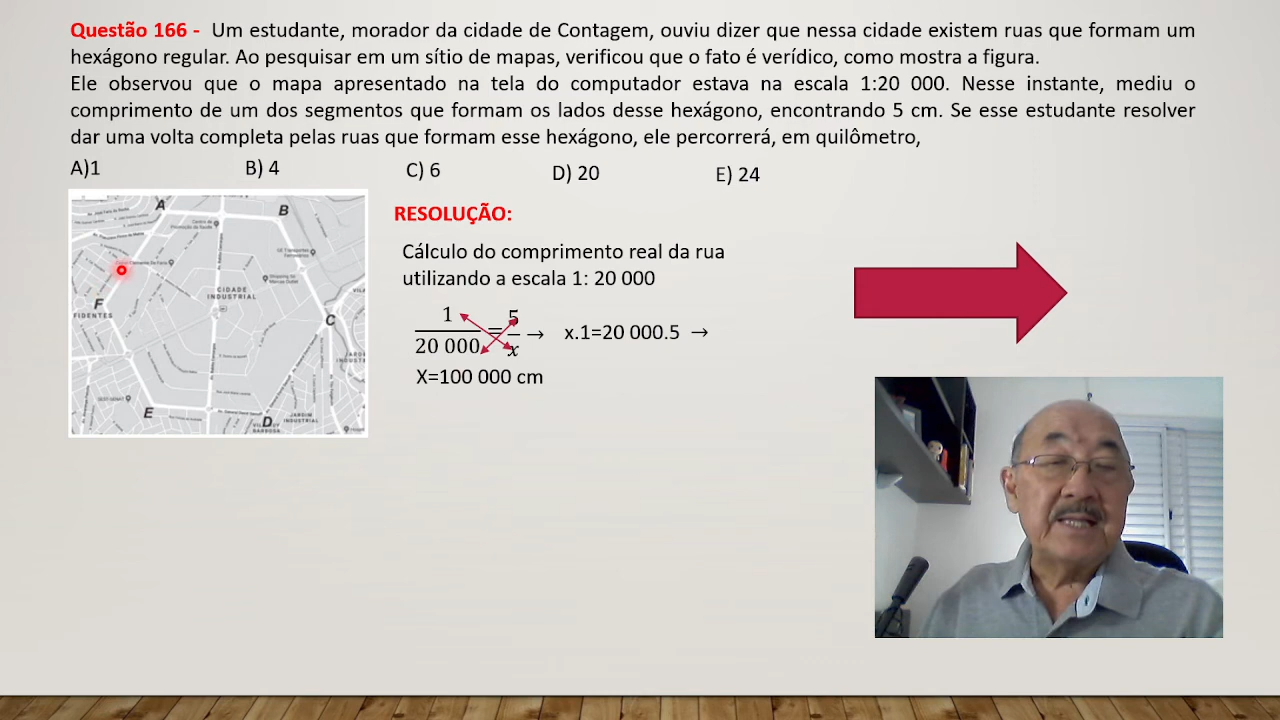 Questão 166 - Um estudante, morador da cidade de Contagem, ouviu dizer que nessa cidade existem ruas que formam um
hexágono regular. Ao pesquisar em um sítio de mapas, verificou que o fato é verídico, como mostra a figura.
Ele observou que o mapa apresentado na tela do computador estava na escala 1:20 000. Nesse instante, mediu o
comprimento de um dos segmentos que formam os lados desse hexágono, encontrando 5 cm. Se esse estudante resolver
dar uma volta completa pelas ruas que formam esse hexágono, ele percorrerá, em quilômetro,
A)1 B) 4 C) 6 D) 20 E) 24
A
B
CIDADE
INDUSTRIAL
F
FIDENTES
C
E
D
JARDIM
INDUSTRIAL
RESOLUÇÃO:
Cálculo do comprimento real da rua
utilizando a escala 1: 20 000
1/20 000 = 5/x → x.1=20 000.5 →
X=100 000 cm